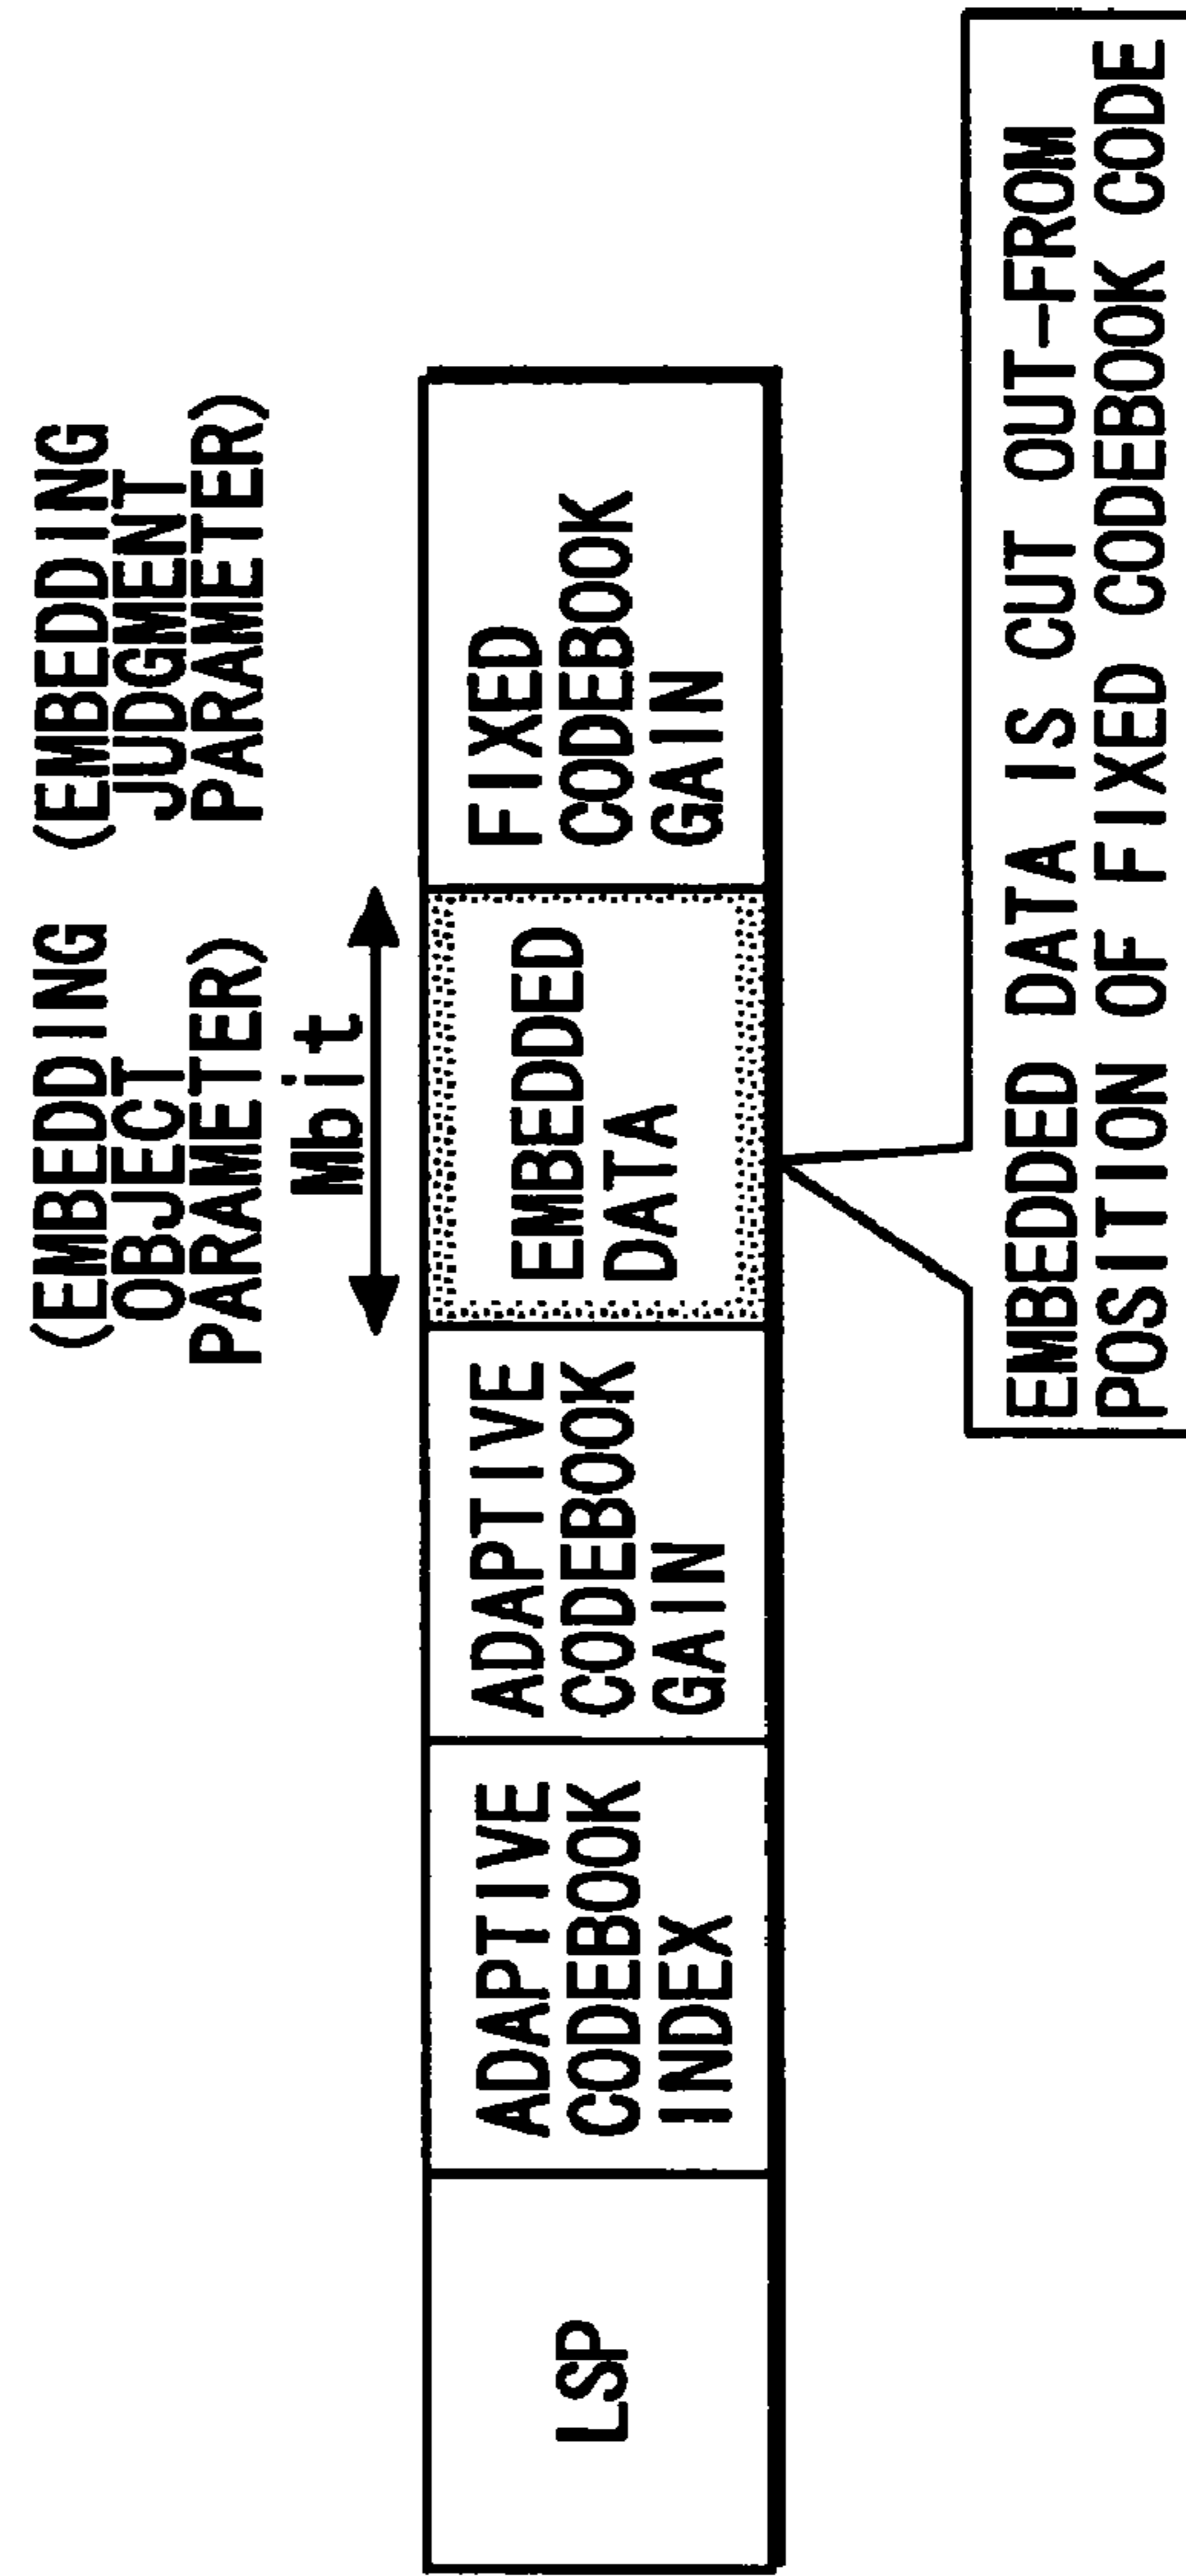 (EMBEDDING
OBJECT
PARAMETER)
(EMBEDDING
JUDGMENT
PARAMETER)
Mbit
LSP
ADAPTIVE
CODEBOOK
INDEX
ADAPTIVE
CODEBOOK
GAIN
EMBEDDED
DATA
FIXED
CODEBOOK
GAIN
EMBEDDED DATA IS CUT OUT-FROM
POSITION OF FIXED CODEBOOK CODE